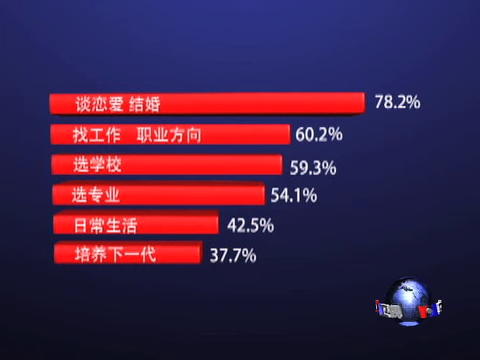 谈恋爱 结婚 78.2%
找工作 职业方向 60.2%
选学校 59.3%
选专业 54.1%
日常生活 42.5%
培养下一代 37.7%